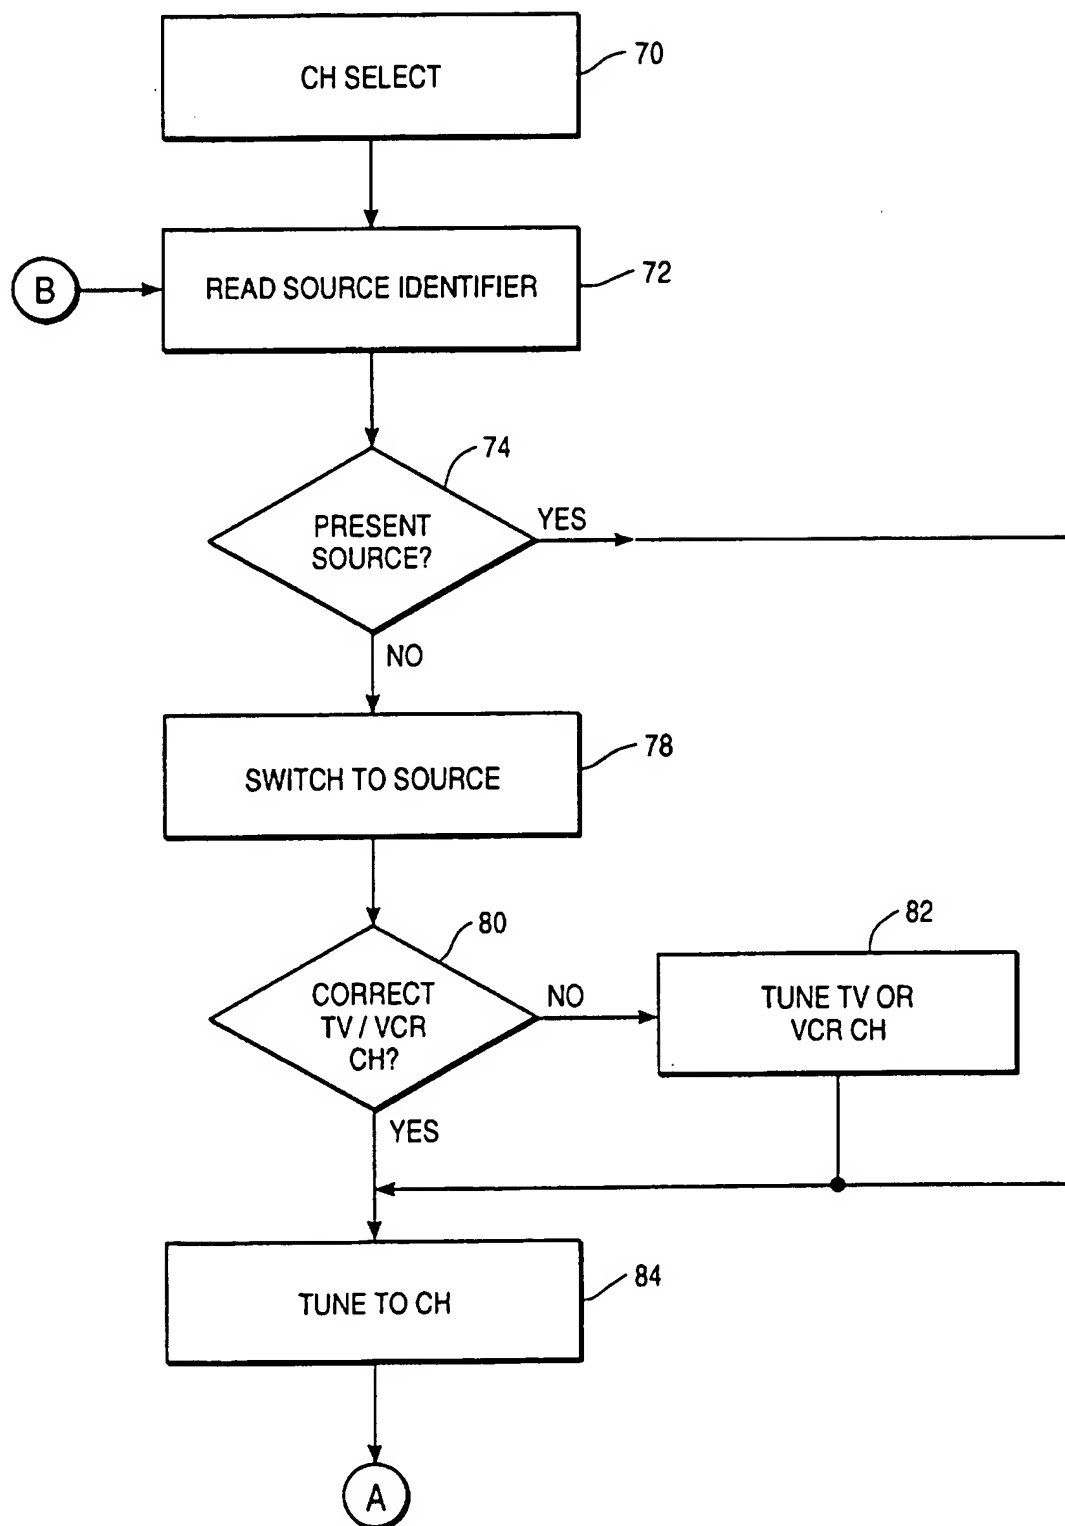 CH SELECT
70
B
READ SOURCE IDENTIFIER
72
74
PRESENT
SOURCE?
YES
NO
SWITCH TO SOURCE
78
80
CORRECT
TV / VCR
CH?
NO
82
TUNE TV OR
VCR CH
YES
TUNE TO CH
84
A